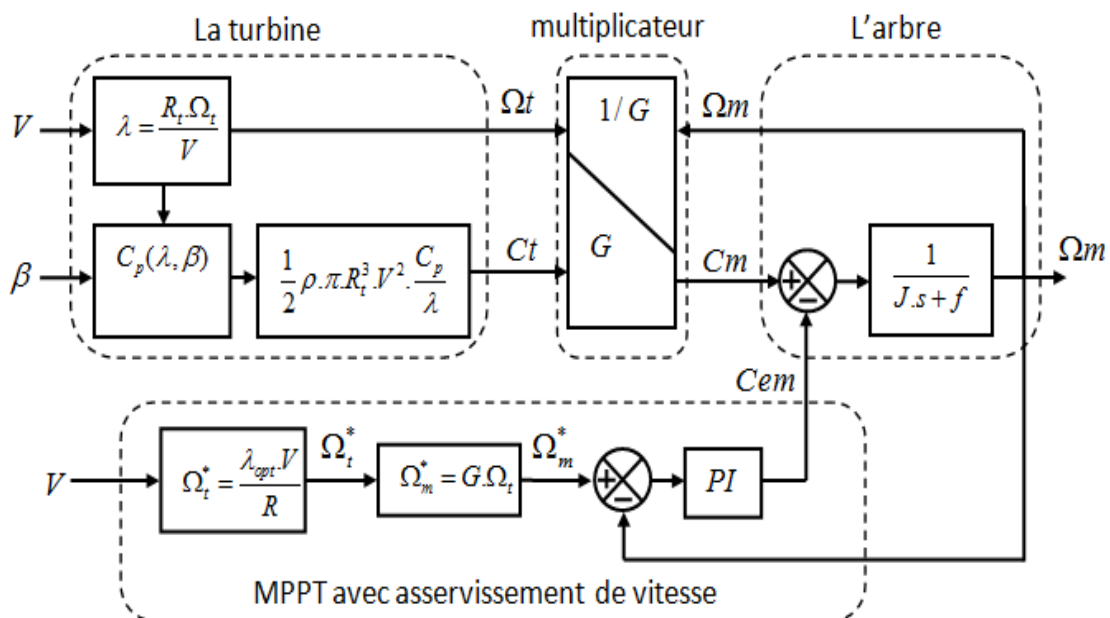 La turbine
multiplicateur
L'arbre
V
λ = R_t.Ω_t / V
Ωt
1/G
Ωm
β
C_p(λ, β)
1/2 ρ.π.R_t^3.V^2. C_p/λ
Ct
G
Cm
+
−
1 / J.s + f
Ωm
Cem
V
Ω_t^* = λ_opt.V / R
Ω_t^*
Ω_m^* = G.Ω_t
Ω_m^*
+
−
PI
MPPT avec asservissement de vitesse